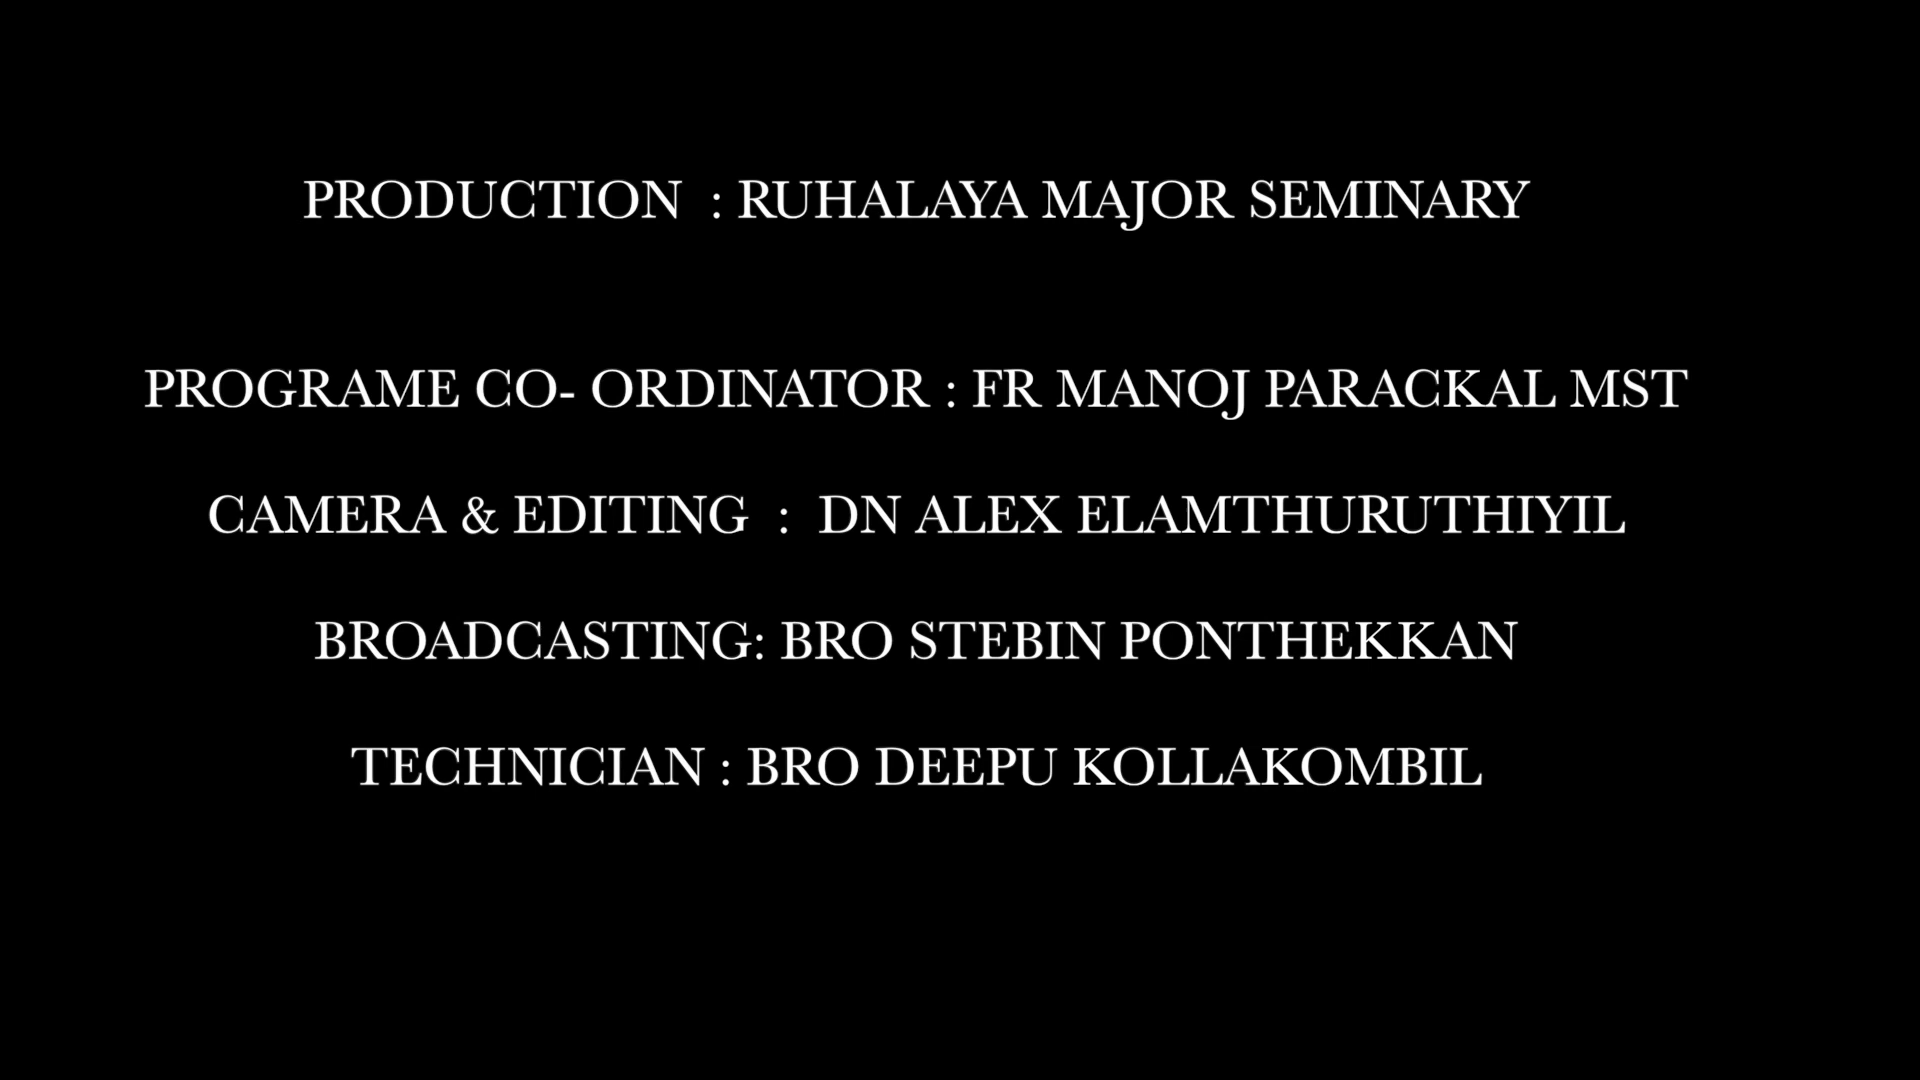 PRODUCTION  : RUHALAYA MAJOR SEMINARY
PROGRAME CO- ORDINATOR : FR MANOJ PARACKAL MST
CAMERA & EDITING  :  DN ALEX ELAMTHURUTHIYIL
BROADCASTING: BRO STEBIN PONTHEKKAN
TECHNICIAN : BRO DEEPU KOLLAKOMBIL